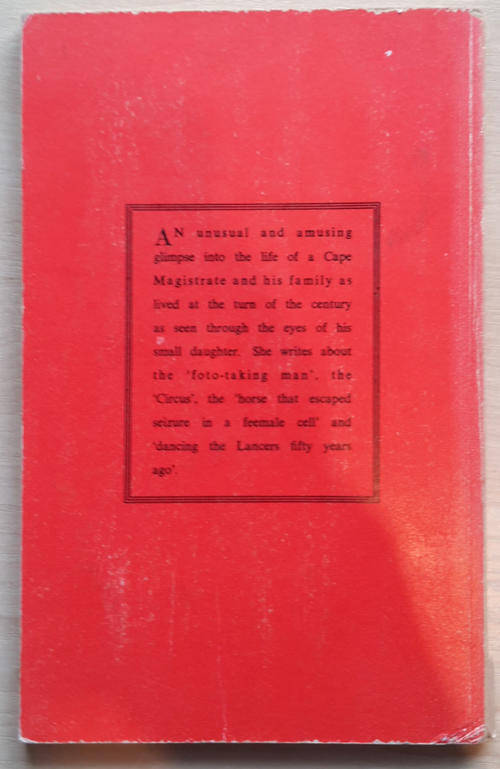 AN unusual and amusing
glimpse into the life of a Cape
Magistrate and his family as
lived at the turn of the century
as seen through the eyes of his
small daughter. She writes about
the ‘foto-taking man’, the
‘Circus’, the ‘horse that escaped
seizure in a feemale cell’ and
‘dancing the Lancers fifty years
ago’.